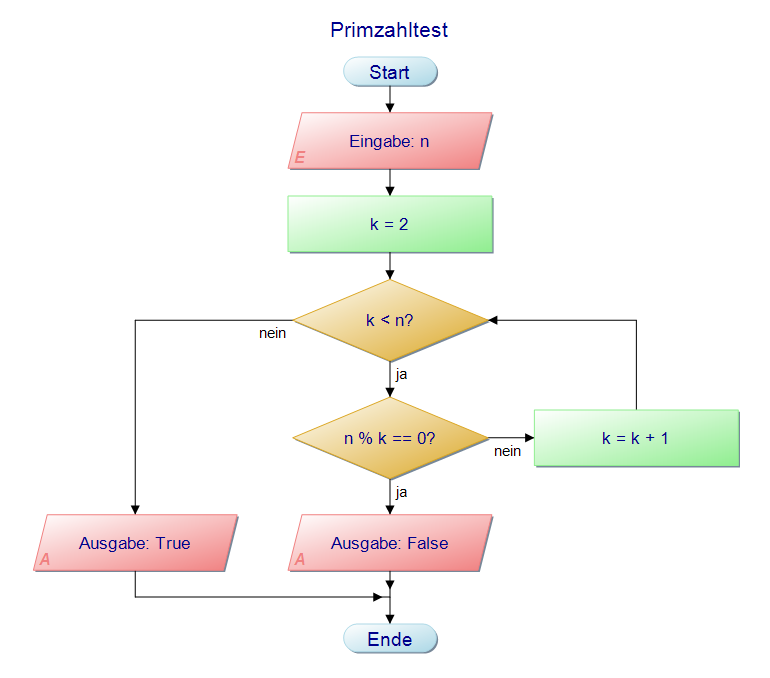 Primzahltest
Start
Eingabe: n
E
k = 2
k < n?
nein
ja
n % k == 0?
nein
k = k + 1
ja
Ausgabe: True
A
Ausgabe: False
A
Ende